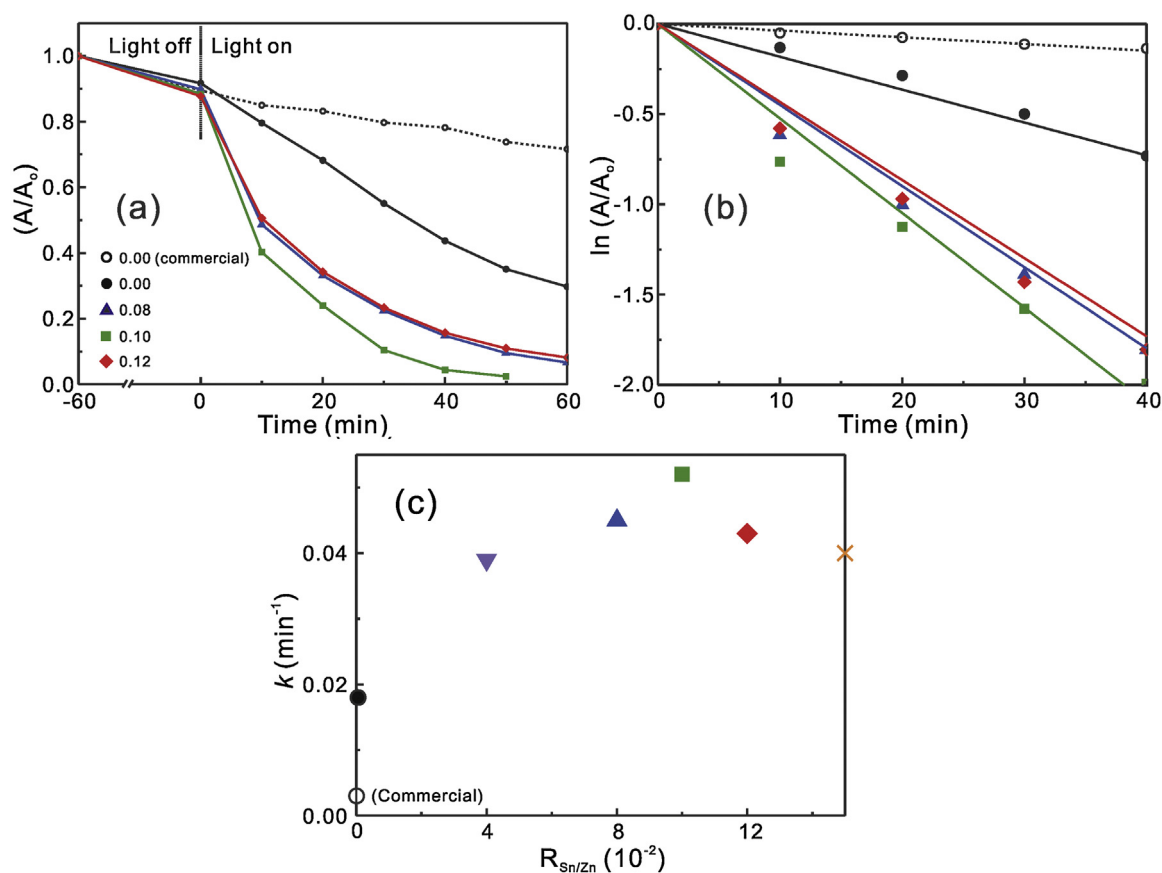 Light off Light on
1.0
0.8
0.6
0.4
0.2
0.0
(A/A₀)
(a)
0.00 (commercial)
0.00
0.08
0.10
0.12
-60 0 20 40 60
Time (min)
0.0
-0.5
-1.0
-1.5
-2.0
ln (A/A₀)
(b)
0 10 20 30 40
Time (min)
(c)
0.04
0.02
0.00
k (min⁻¹)
(Commercial)
0 4 8 12
R Sn/Zn (10⁻²)